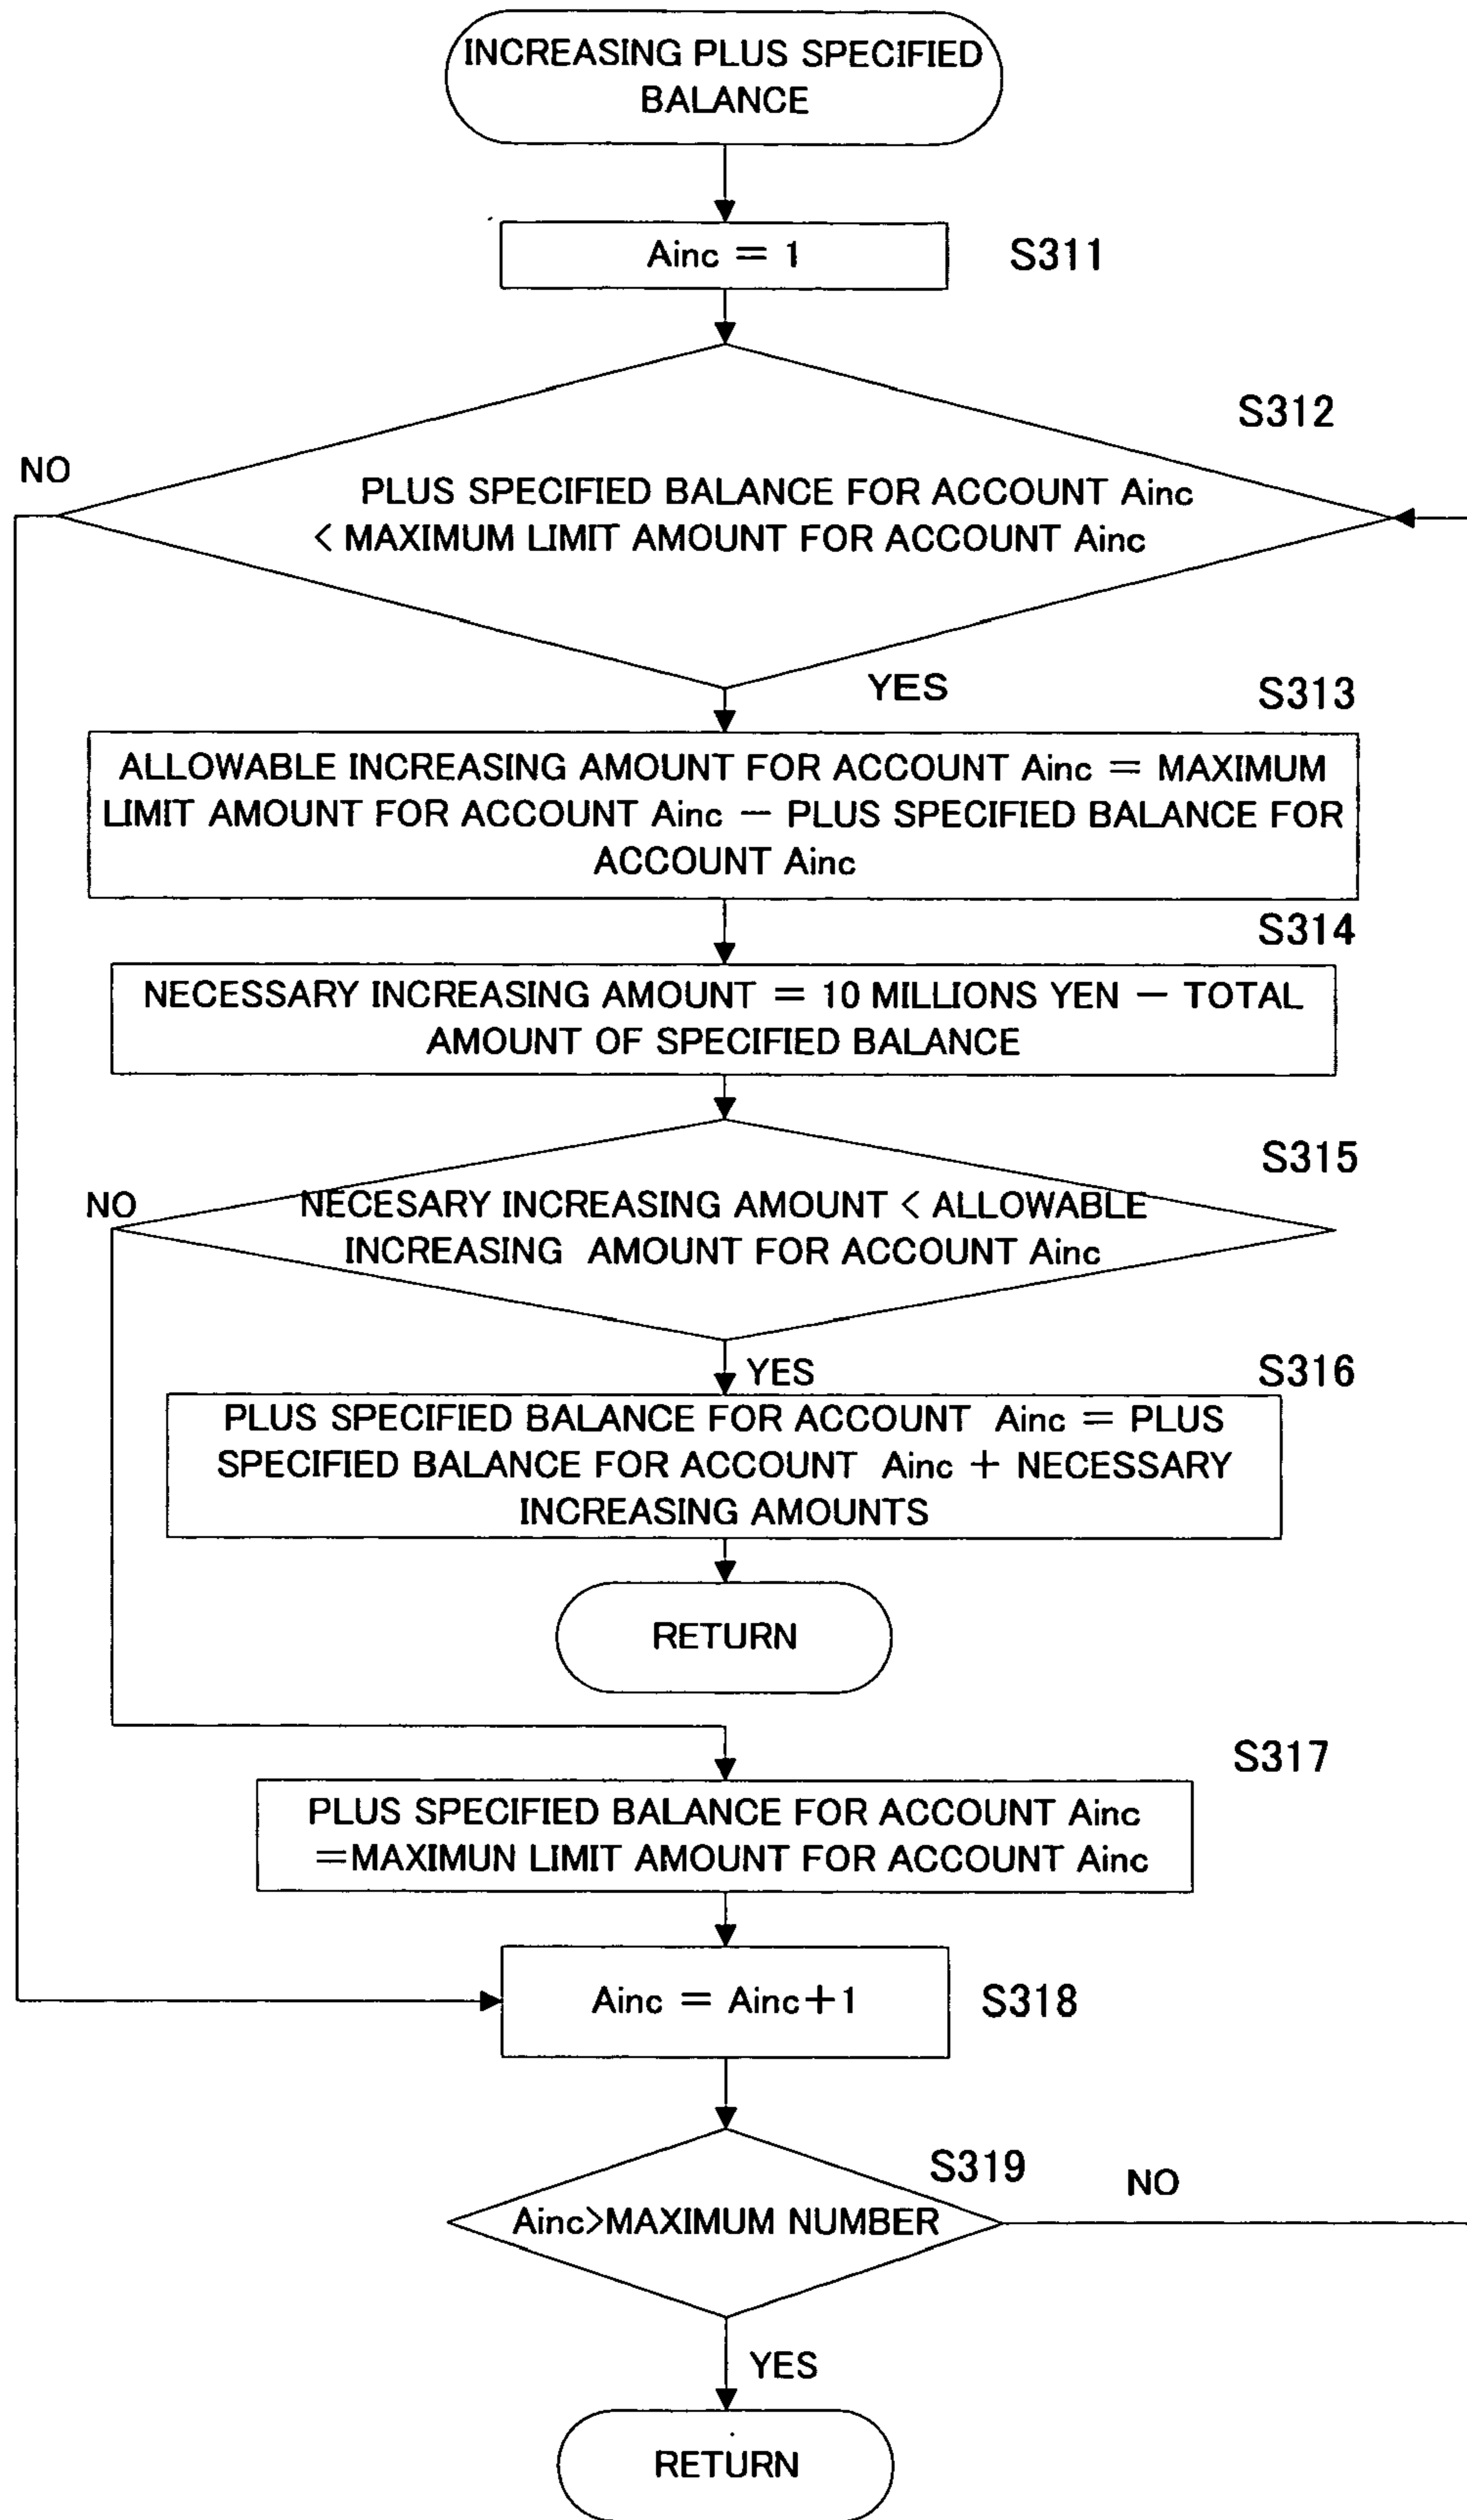 INCREASING PLUS SPECIFIED
BALANCE
Ainc = 1
S311
S312
NO
PLUS SPECIFIED BALANCE FOR ACCOUNT Ainc
< MAXIMUM LIMIT AMOUNT FOR ACCOUNT Ainc
YES
S313
ALLOWABLE INCREASING AMOUNT FOR ACCOUNT Ainc = MAXIMUM
LIMIT AMOUNT FOR ACCOUNT Ainc − PLUS SPECIFIED BALANCE FOR
ACCOUNT Ainc
S314
NECESSARY INCREASING AMOUNT = 10 MILLIONS YEN − TOTAL
AMOUNT OF SPECIFIED BALANCE
S315
NO
NECESARY INCREASING AMOUNT < ALLOWABLE
INCREASING AMOUNT FOR ACCOUNT Ainc
YES
S316
PLUS SPECIFIED BALANCE FOR ACCOUNT Ainc = PLUS
SPECIFIED BALANCE FOR ACCOUNT Ainc + NECESSARY
INCREASING AMOUNTS
RETURN
S317
PLUS SPECIFIED BALANCE FOR ACCOUNT Ainc
=MAXIMUN LIMIT AMOUNT FOR ACCOUNT Ainc
Ainc = Ainc+1
S318
S319
NO
Ainc>MAXIMUM NUMBER
YES
RETURN